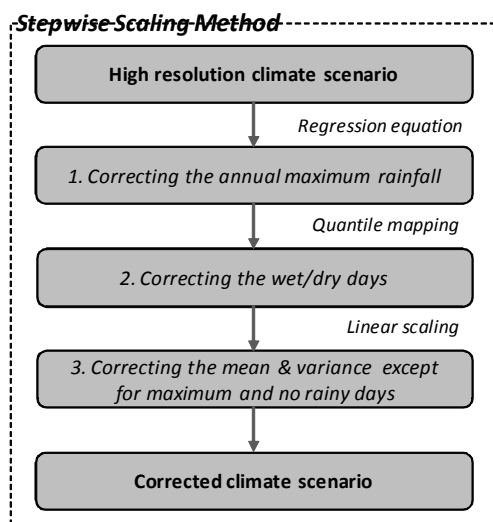 Stepwise Scaling Method
High resolution climate scenario
Regression equation
1. Correcting the annual maximum rainfall
Quantile mapping
2. Correcting the wet/dry days
Linear scaling
3. Correcting the mean & variance except
for maximum and no rainy days
Corrected climate scenario